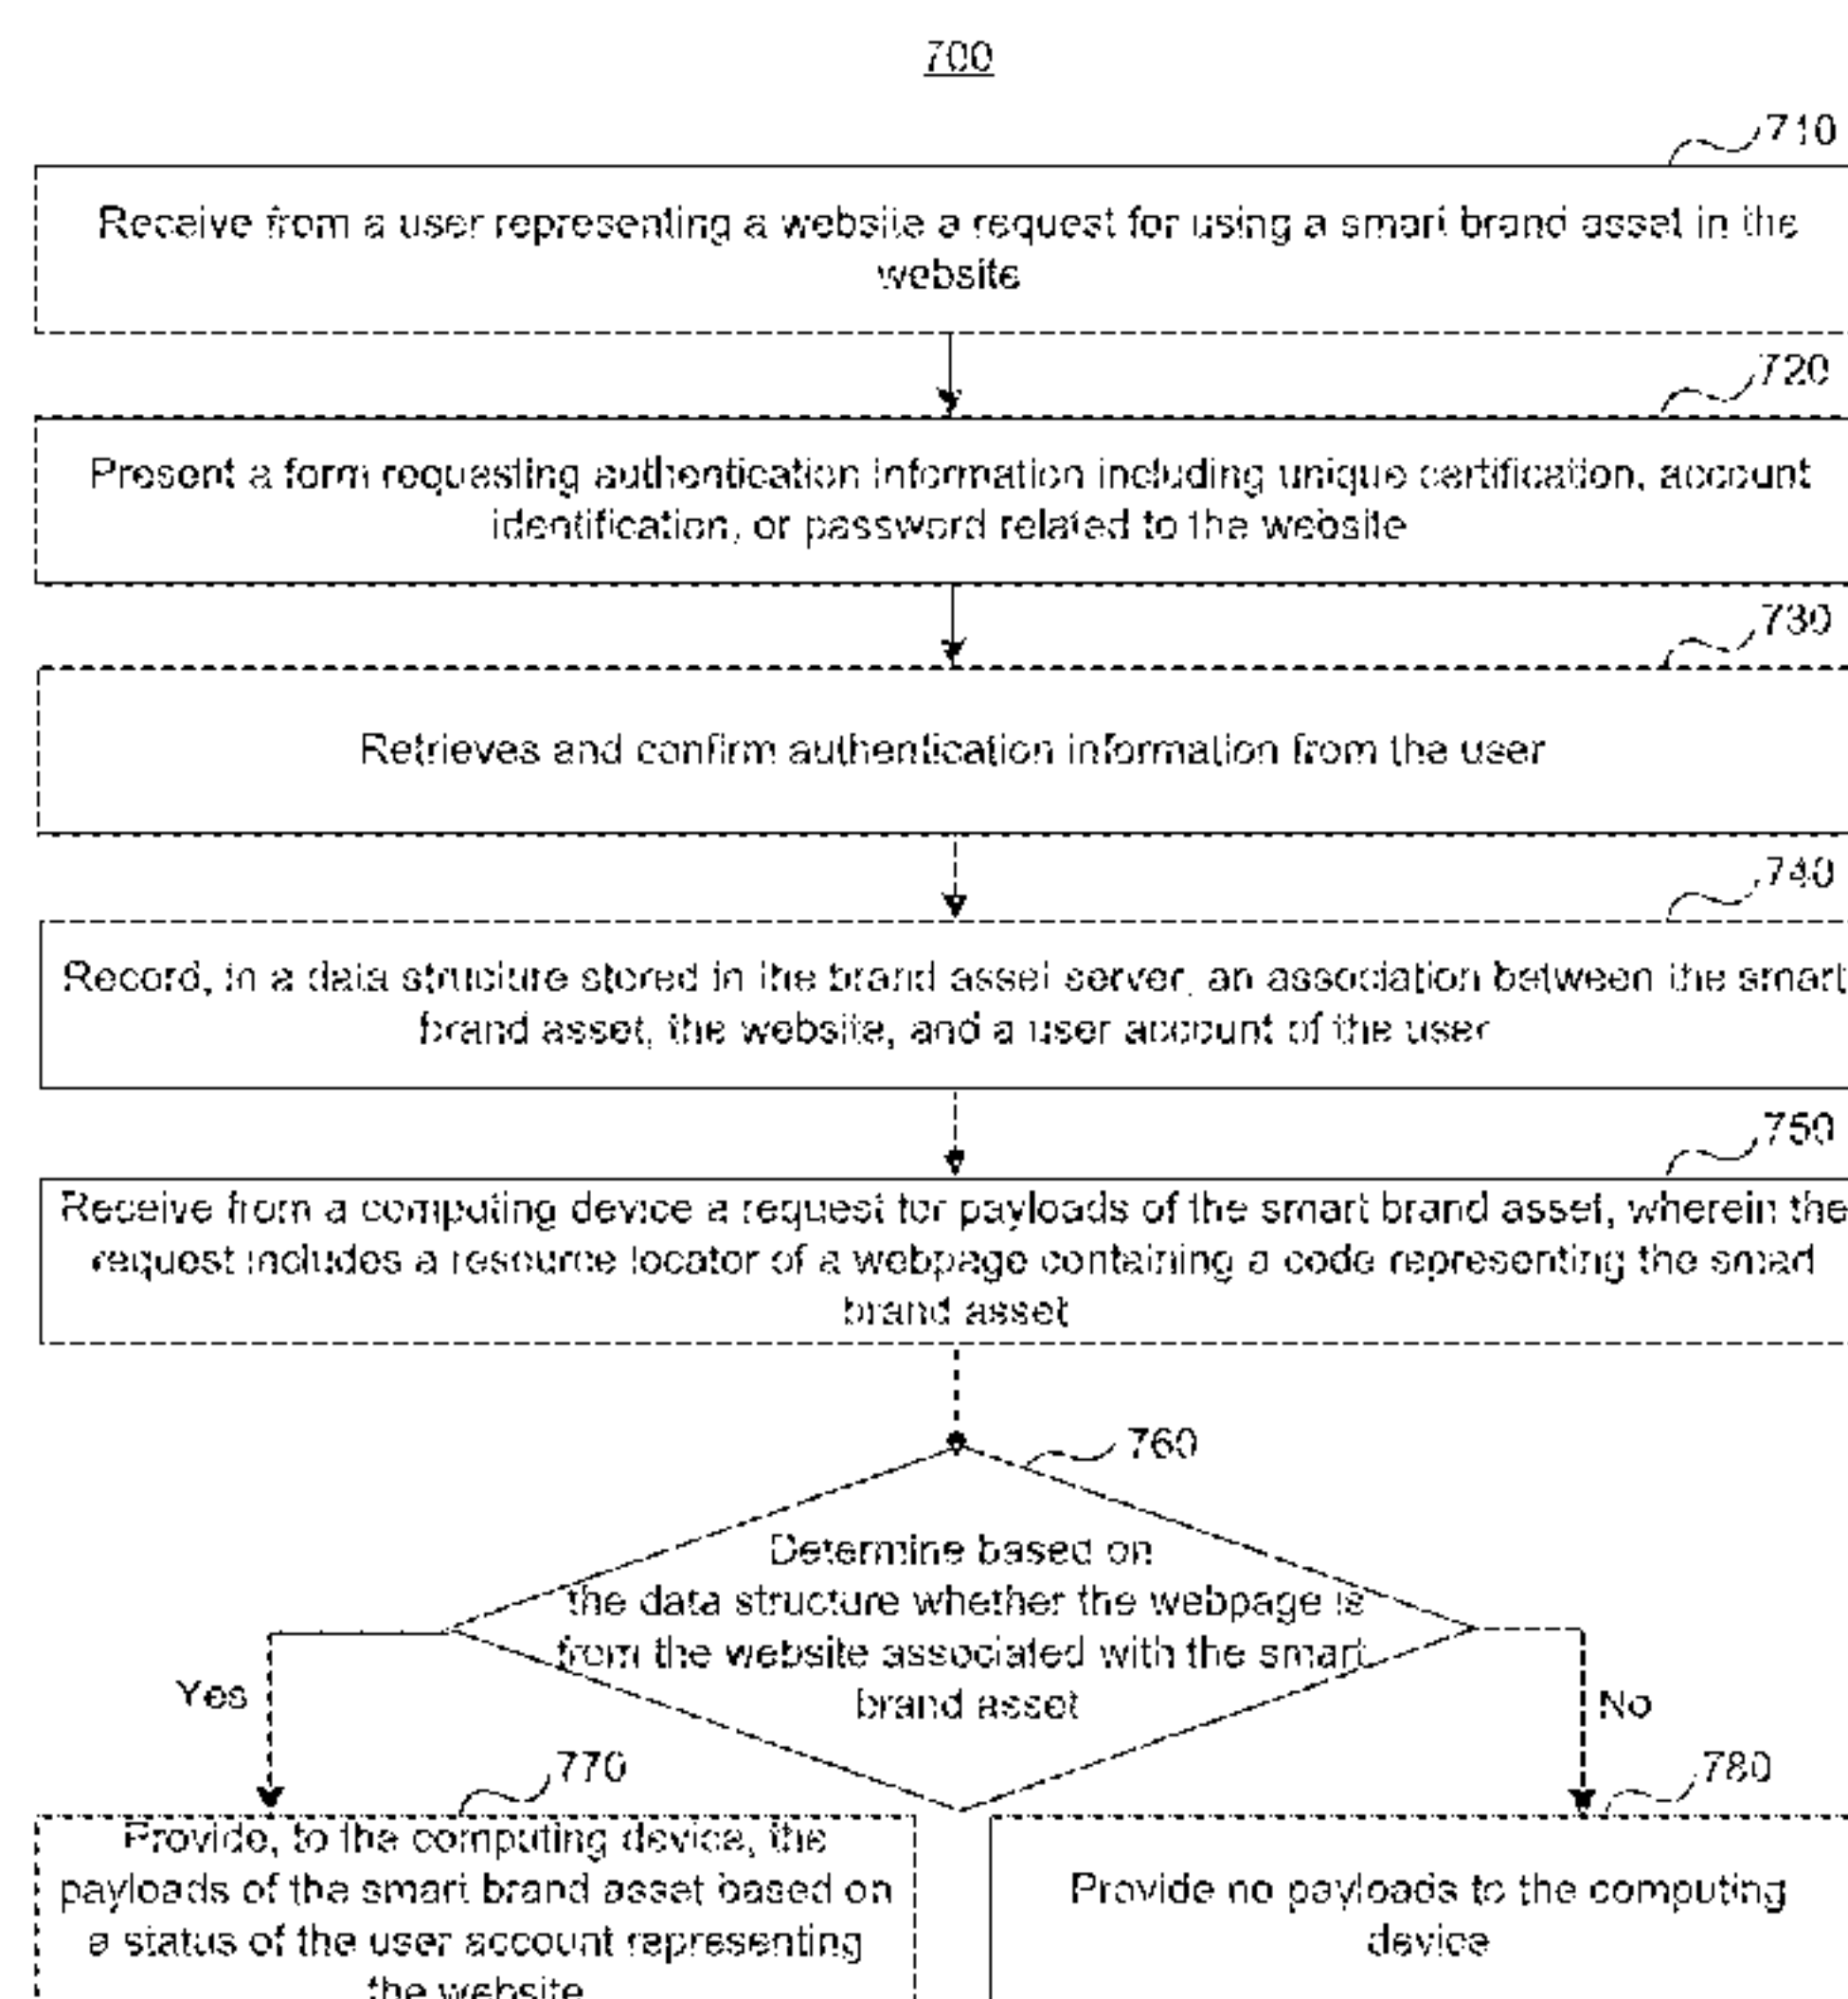 700
710
Receive from a user representing a website a request for using a smart brand asset in the
website
720
Present a form requesting authentication information including unique certification, account
identification, or password related to the website
730
Retrieves and confirm authentication information from the user
740
Record, in a data structure stored in the brand asset server, an association between the smart
brand asset, the website, and a user account of the user
750
Receive from a computing device a request for payloads of the smart brand asset, wherein the
request includes a resource locator of a webpage containing a code representing the smart
brand asset
760
Determine based on
the data structure whether the webpage is
from the website associated with the smart
brand asset
Yes
No
770
Provide, to the computing device, the
payloads of the smart brand asset based on
a status of the user account representing
the website
780
Provide no payloads to the computing
device